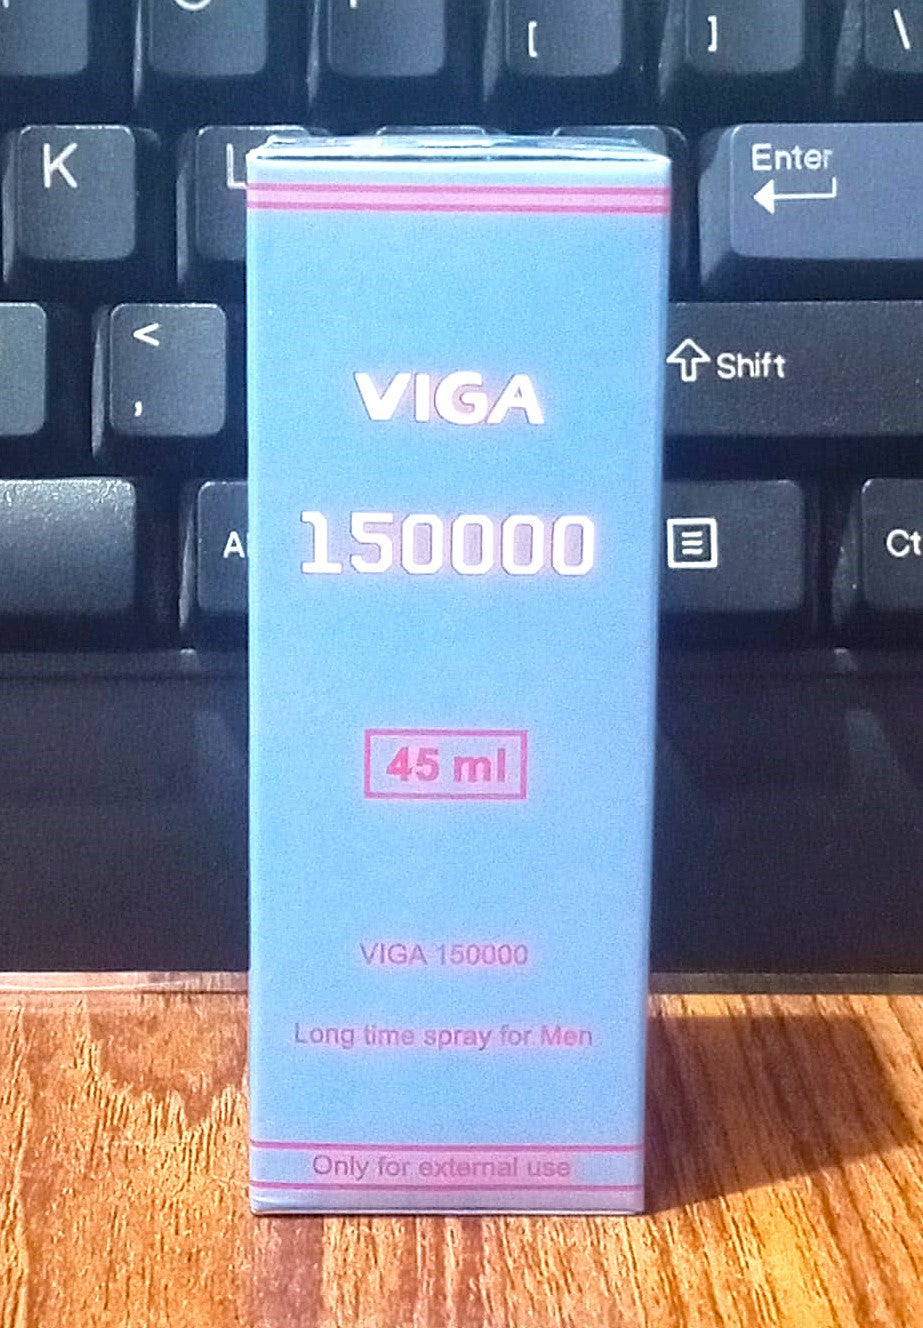 [ ] \
K L Enter
<
,
Shift
VIGA
150000
45 ml
VIGA 150000
Long time spray for Men
Only for external use